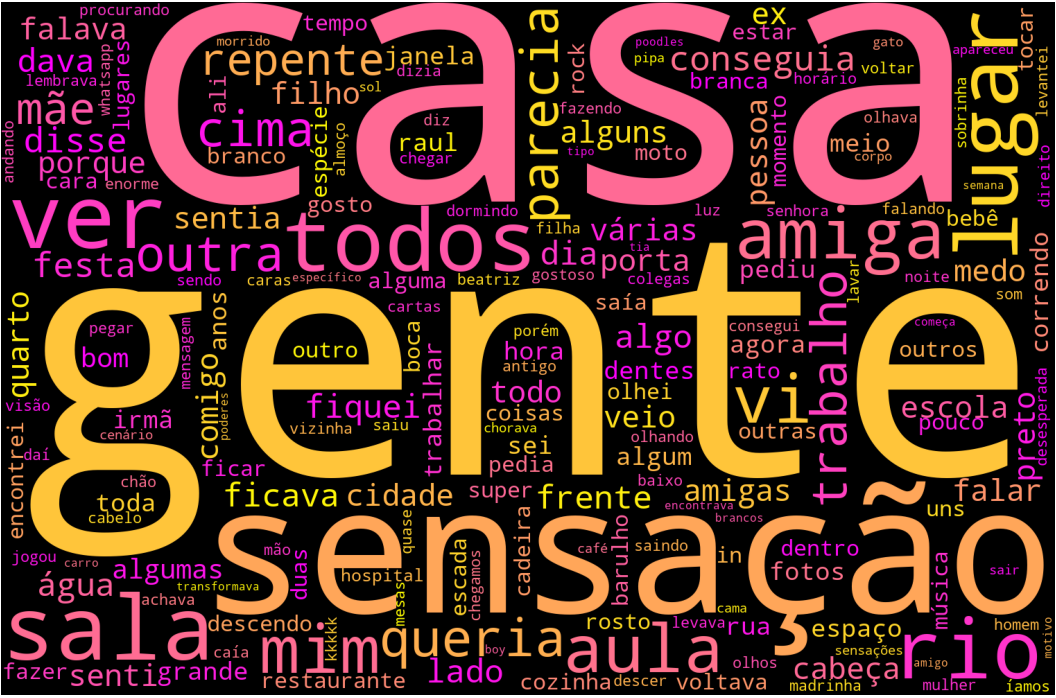 procurando
falava
dava
lembrava
mãe
whatsapp
lugares
disse
andando
porque
cara
enorme
morrido
tempo
repente
janela
dizia
ali
filho
sol
cima
branco
espécie
almoço
raul
diz
chegar
casa
parecia
rock
poodles
pipa
ex
estar
conseguia
branca
horário
gato
voltar
fazendo
alguns
tipo
moto
pessoa
momento
olhava
meio
corpo
apareceu
lugar
tocar
levantei
sobrinha
semana
direito
ver
sentia
gosto
outra
todos
dormindo
filha
várias
luz
senhora
falando
bebê
amiga
festa
sendo
caras
específico
alguma
beatriz
gostoso
dia
tia
porta
colegas
pediu
lavar
noite
medo
som
correndo
quarto
pegar
bom
mensagem
anos
cartas
saía
trabalho
gente
comigo
poderes
outro
boca
porém
hora
antigo
algo
consegui
agora
começa
outros
visão
irmã
fiquei
trabalhar
todo
coisas
dentes
rato
vi
olhei
escola
pouco
preto
desesperada
daí
cenário
vizinha
saiu
chorava
sei
veio
olhando
outras
encontrei
chão
ficar
pedia
algum
baixo
toda
cabelo
ficava
cidade
super
frente
encontrava
amigas
uns
falar
jogou
carro
algumas
água
transformava
duas
mão
quase
sensação
brancos
hospital
escada
chegamos
cadeira
café
saindo
barulho
in
dentro
fotos
música
sair
achava
mesas
cama
sala
descendo
kkkk
rosto
rua
espaço
sensações
homem
motivo
rio
caía
mim
queria
boy
aula
levava
olhos
cabeça
amigo
fazer
senti
grande
restaurante
lado
cozinha
descer
voltava
madrinha
mulher
íamos